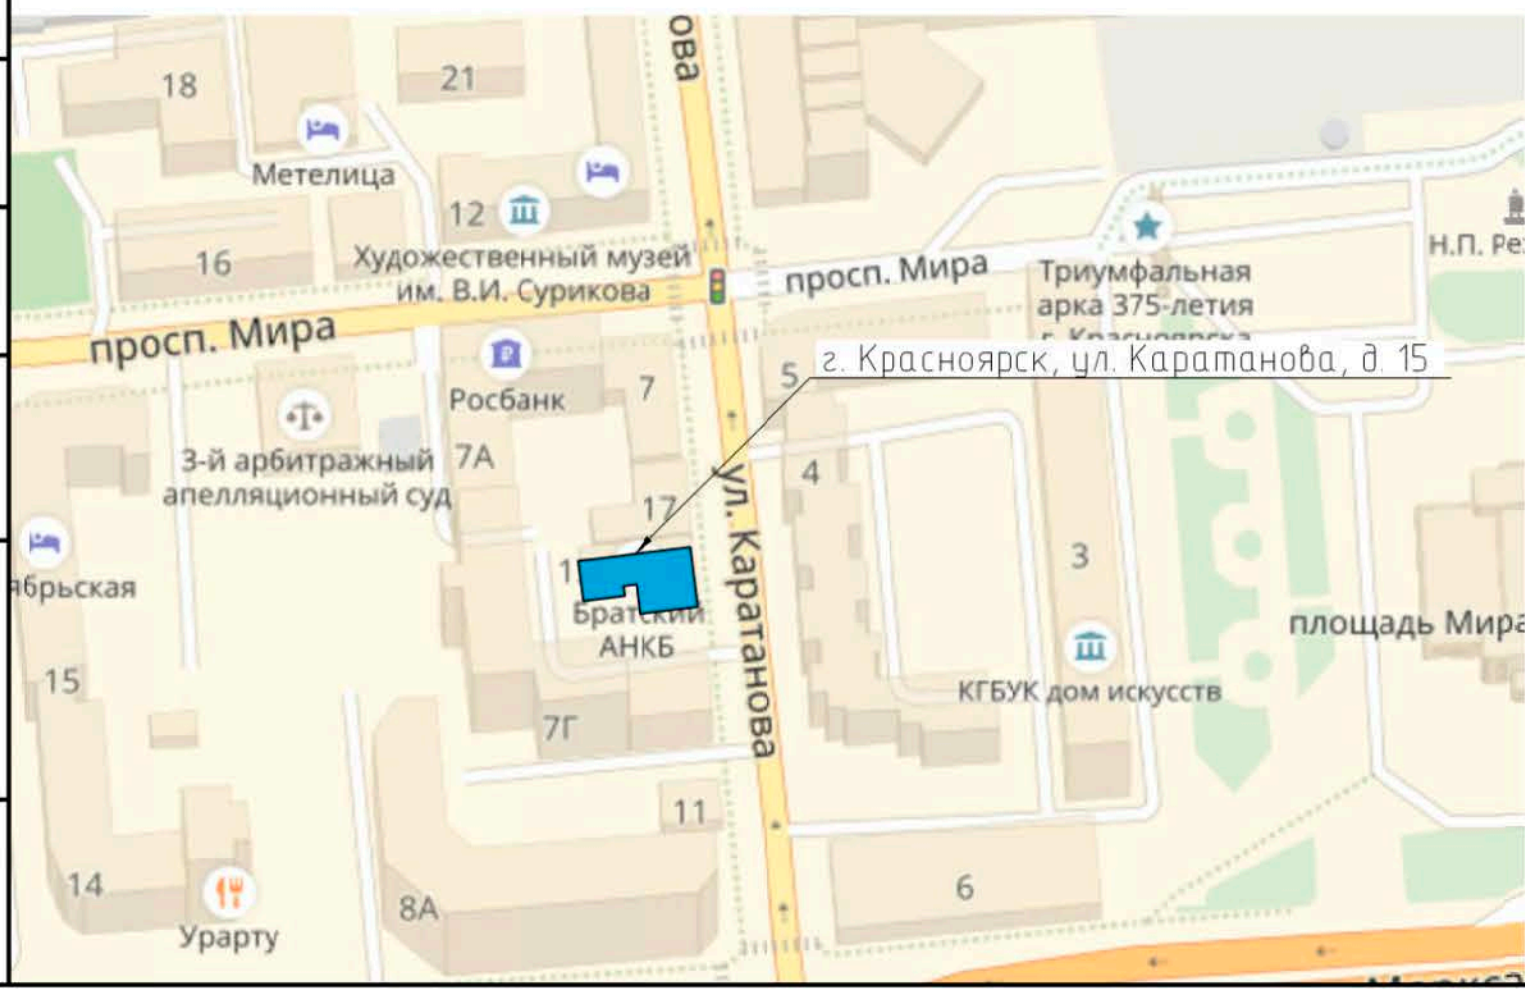 ова
18
21
Метелица
12
16
Художественный музей
им. В.И. Сурикова
просп. Мира
Н.П. Рез
Триумфальная
арка 375-летия
г. Красноярска
просп. Мира
г. Красноярск, ул. Каратанова, д. 15
Росбанк
7
5
3-й арбитражный
апелляционный суд
7А
4
17
ул. Каратанова
3
1
ябрьская
Братский
АНКБ
площадь Мира
15
КГБУК дом искусств
7Г
11
14
8А
6
Урарту